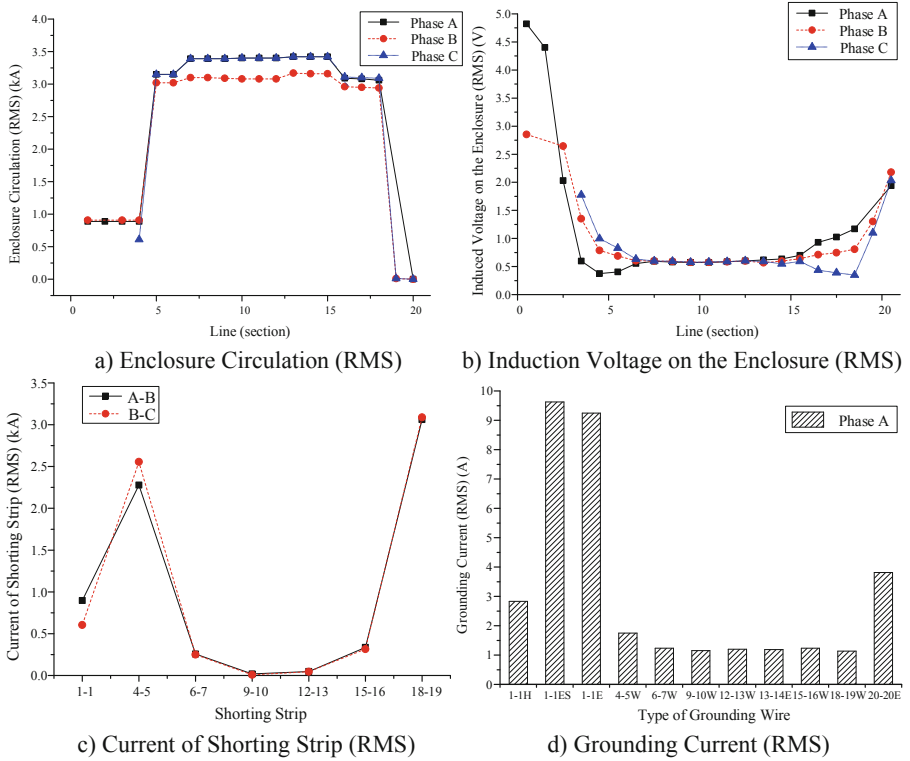 Enclosure Circulation (RMS) (kA)
4.0
3.5
3.0
2.5
2.0
1.5
1.0
0.5
0.0
Phase A
Phase B
Phase C
0 5 10 15 20
Line (section)
a) Enclosure Circulation (RMS)
Induced Voltage on the Enclosure (RMS) (V)
5.0
4.5
4.0
3.5
3.0
2.5
2.0
1.5
1.0
0.5
0.0
Phase A
Phase B
Phase C
0 5 10 15 20
Line (section)
b) Induction Voltage on the Enclosure (RMS)
Current of Shorting Strip (RMS) (kA)
3.5
3.0
2.5
2.0
1.5
1.0
0.5
0.0
A-B
B-C
1-1 4-5 6-7 9-10 12-13 15-16 18-19
Shorting Strip
c) Current of Shorting Strip (RMS)
Grounding Current (RMS) (A)
10
9
8
7
6
5
4
3
2
1
0
Phase A
1-1H 1-1ES 1-1E 4-5W 6-7W 9-10W 12-13W 13-14E 15-16W 18-19W 20-20E
Type of Grounding Wire
d) Grounding Current (RMS)